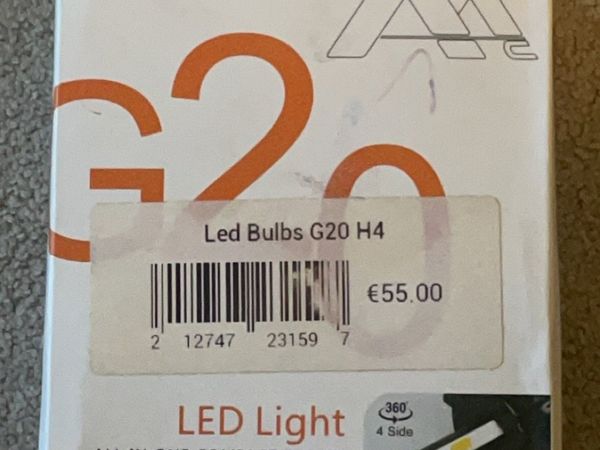 G20
Led Bulbs G20 H4
€55.00
2 12747 23159 7
LED Light
360°
4 Side